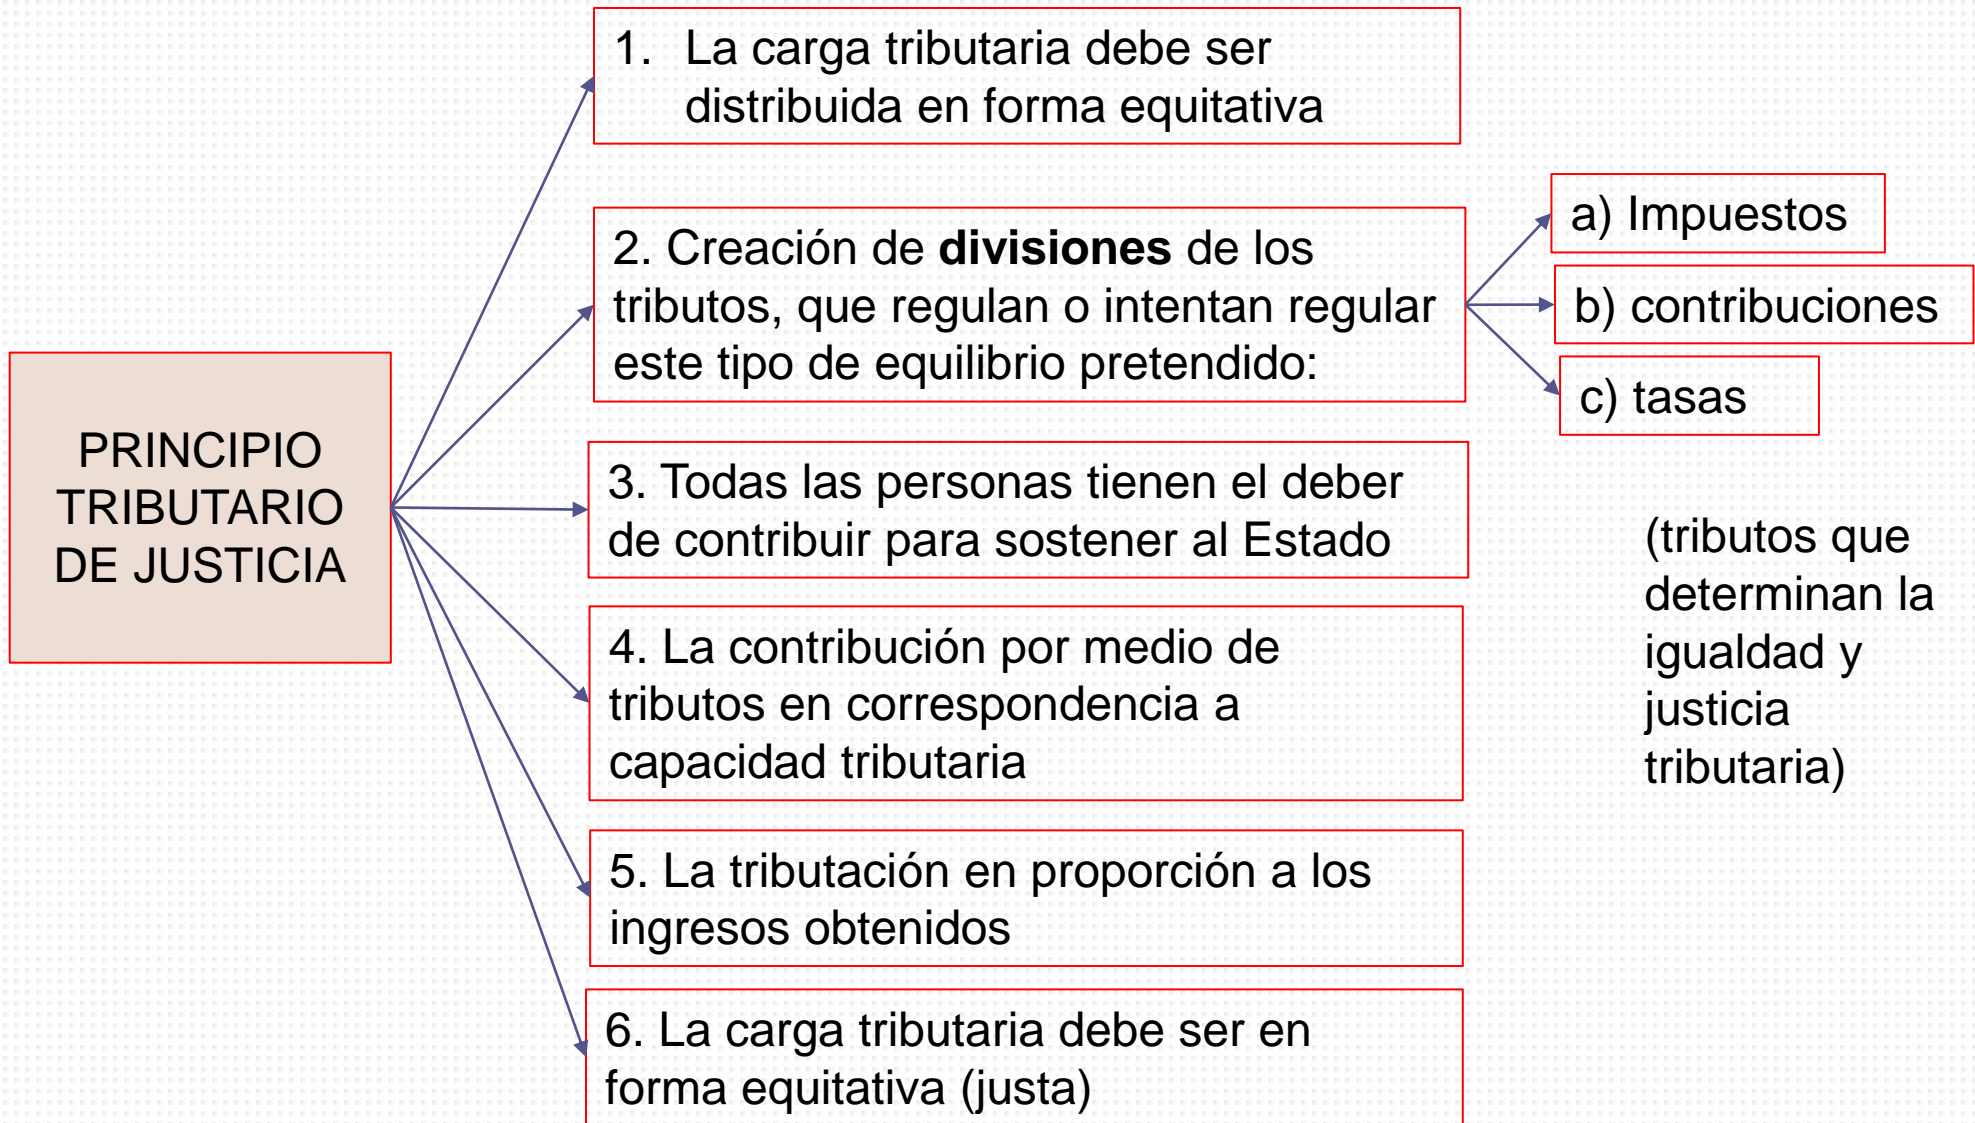 PRINCIPIO
TRIBUTARIO
DE JUSTICIA
1. La carga tributaria debe ser
distribuida en forma equitativa
2. Creación de divisiones de los
tributos, que regulan o intentan regular
este tipo de equilibrio pretendido:
a) Impuestos
b) contribuciones
c) tasas
(tributos que
determinan la
igualdad y
justicia
tributaria)
3. Todas las personas tienen el deber
de contribuir para sostener al Estado
4. La contribución por medio de
tributos en correspondencia a
capacidad tributaria
5. La tributación en proporción a los
ingresos obtenidos
6. La carga tributaria debe ser en
forma equitativa (justa)